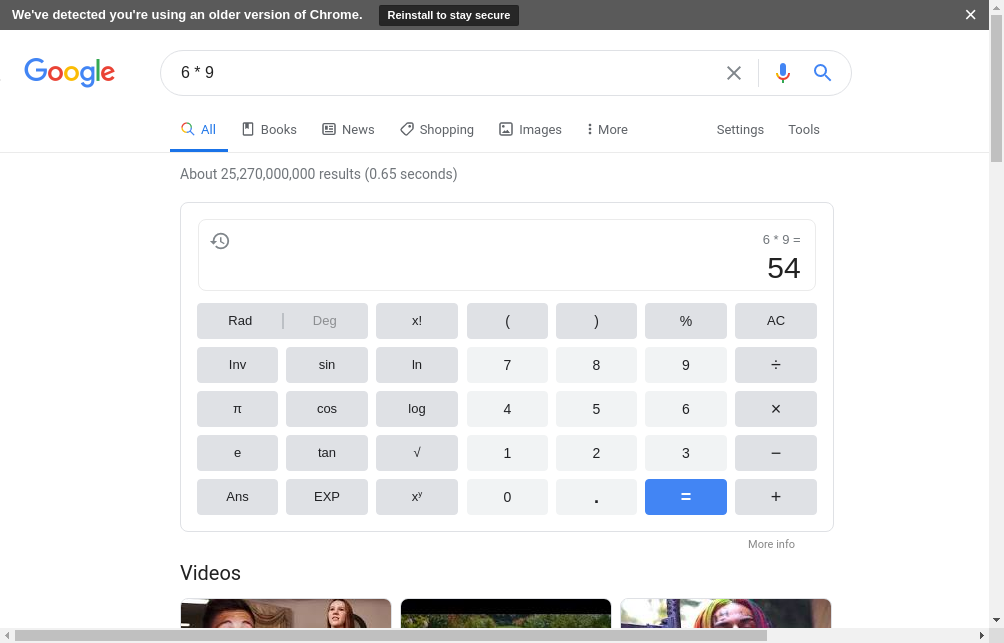 We've detected you're using an older version of Chrome. Reinstall to stay secure
Google
6 * 9
All Books News Shopping Images More Settings Tools
About 25,270,000,000 results (0.65 seconds)
6 * 9 =
54
Rad Deg x! ( ) % AC
Inv sin ln 7 8 9 ÷
π cos log 4 5 6 ×
e tan √ 1 2 3 −
Ans EXP xʸ 0 . = +
More info
Videos